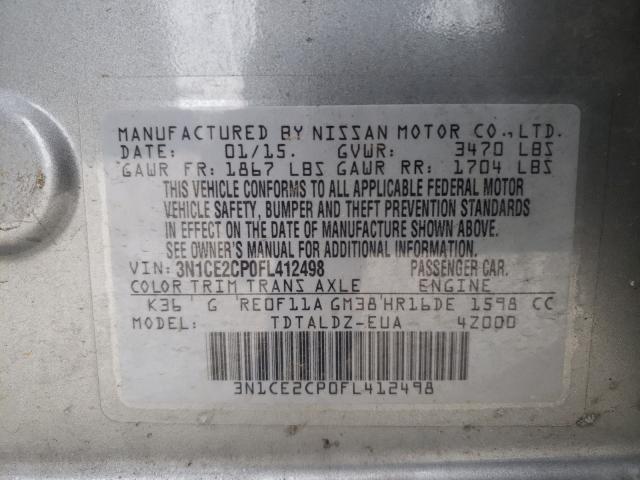 MANUFACTURED BY NISSAN MOTOR CO., LTD.
DATE: 01/15. GVWR: 3470 LBS
GAWR FR: 1867 LBS GAWR RR: 1704 LBS
THIS VEHICLE CONFORMS TO ALL APPLICABLE FEDERAL MOTOR
VEHICLE SAFETY, BUMPER AND THEFT PREVENTION STANDARDS
IN EFFECT ON THE DATE OF MANUFACTURE SHOWN ABOVE.
SEE OWNER'S MANUAL FOR ADDITIONAL INFORMATION.
VIN: 3N1CE2CP0FL412498 PASSENGER CAR.
COLOR TRIM TRANS AXLE ENGINE
K36 G RE0F11A GM38 HR16DE 1598 CC
MODEL: TDTALDZ-EUA 4Z000
3N1CE2CP0FL412498